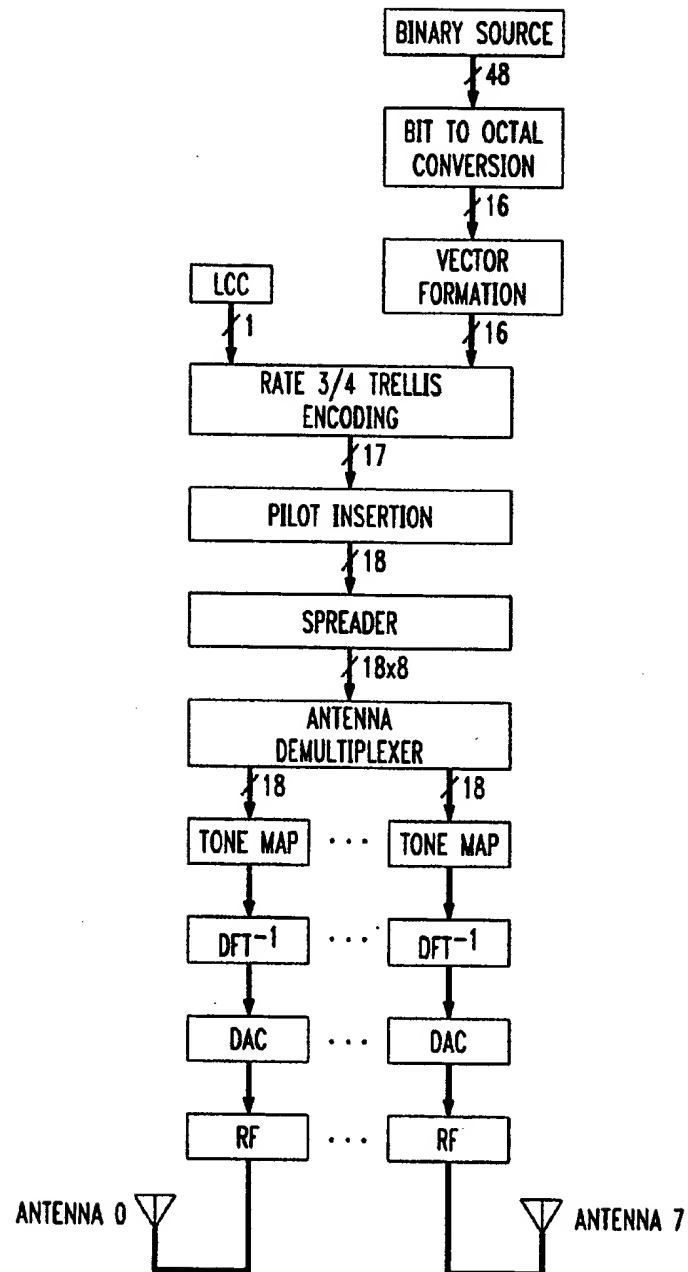 BINARY SOURCE
48
BIT TO OCTAL
CONVERSION
16
VECTOR
FORMATION
LCC
1
16
RATE 3/4 TRELLIS
ENCODING
17
PILOT INSERTION
18
SPREADER
18x8
ANTENNA
DEMULTIPLEXER
18 18
TONE MAP ... TONE MAP
DFT⁻¹ ... DFT⁻¹
DAC ... DAC
RF ... RF
ANTENNA 0 ANTENNA 7